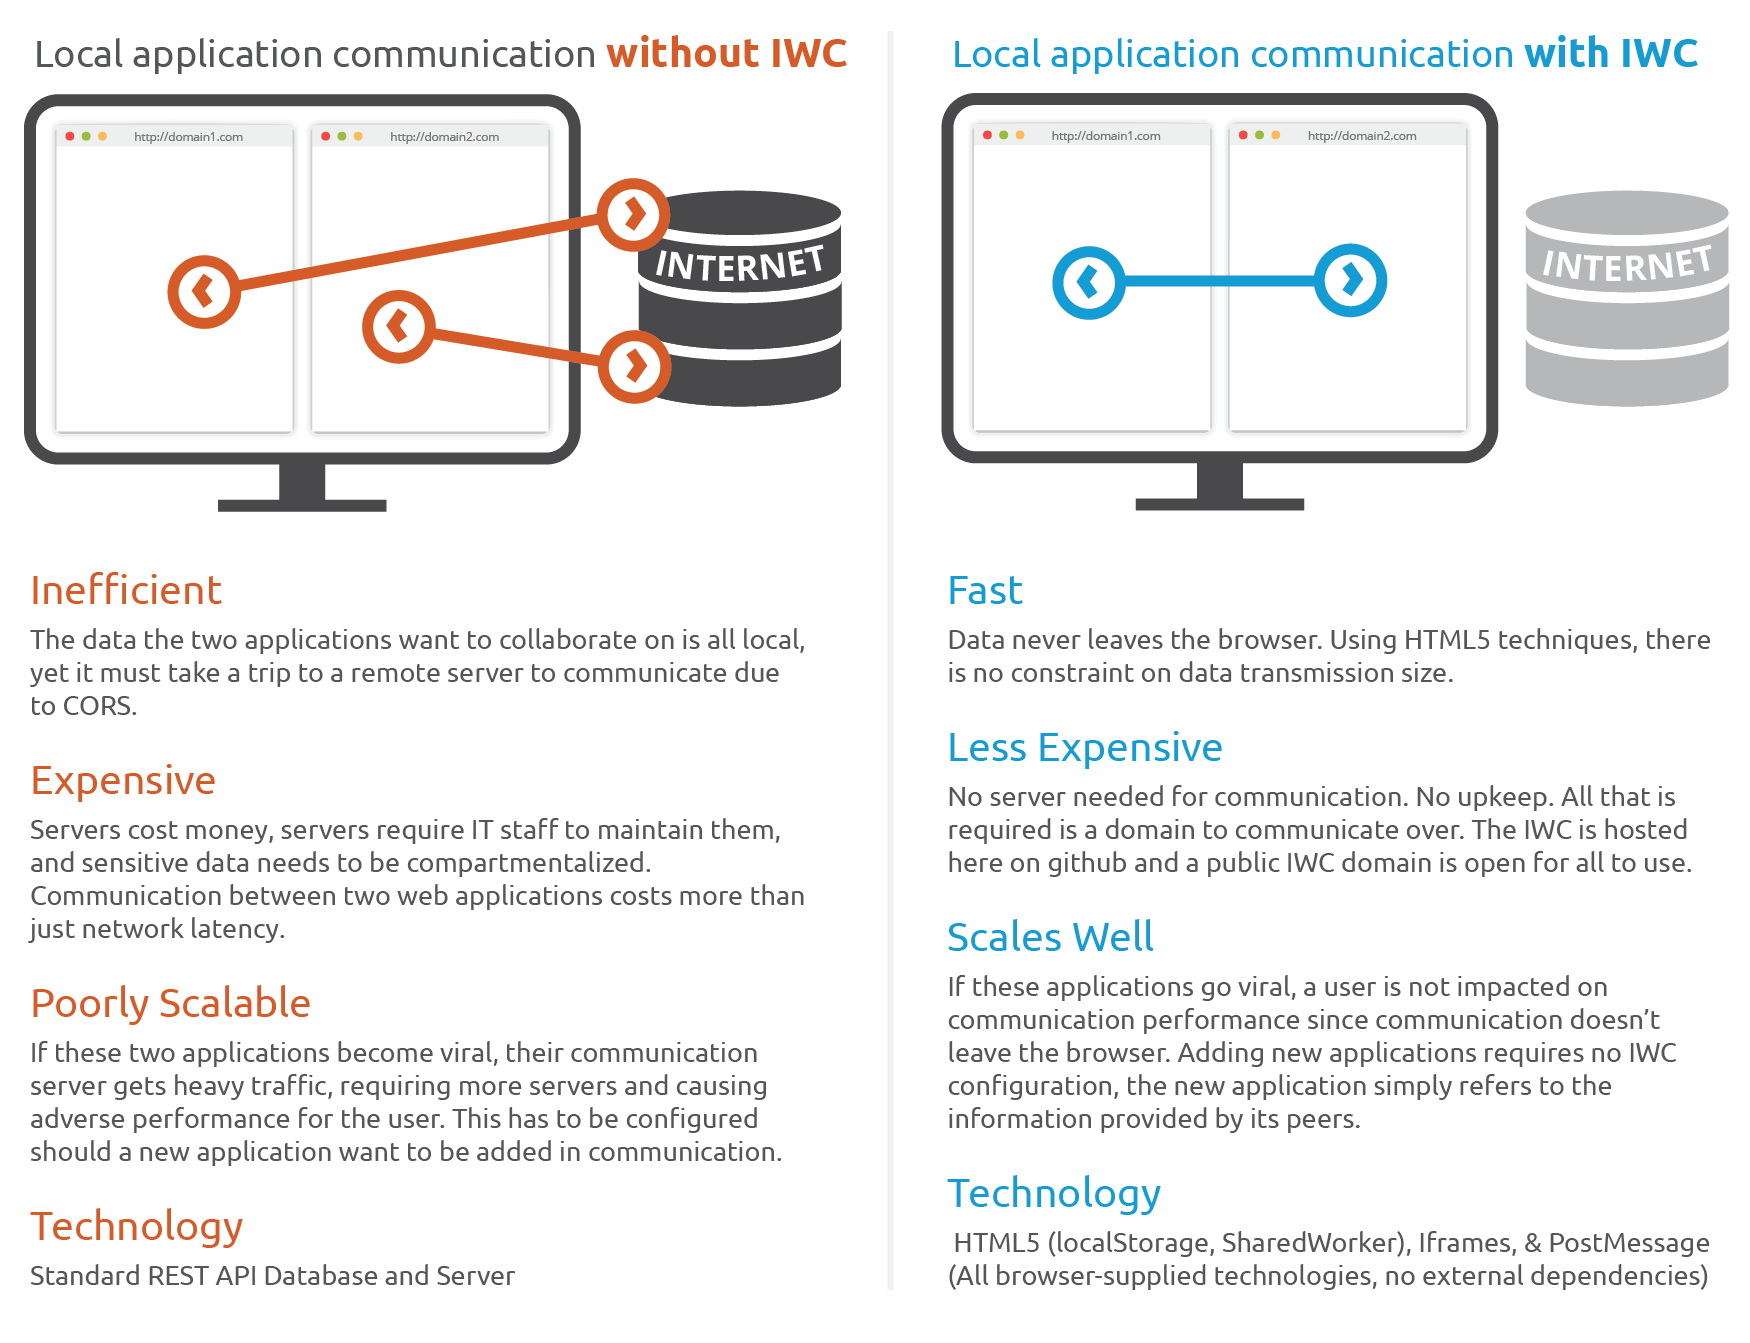 Local application communication without IWC
http://domain1.com
http://domain2.com
INTERNET
Inefficient
The data the two applications want to collaborate on is all local,
yet it must take a trip to a remote server to communicate due
to CORS.
Expensive
Servers cost money, servers require IT staff to maintain them,
and sensitive data needs to be compartmentalized.
Communication between two web applications costs more than
just network latency.
Poorly Scalable
If these two applications become viral, their communication
server gets heavy traffic, requiring more servers and causing
adverse performance for the user. This has to be configured
should a new application want to be added in communication.
Technology
Standard REST API Database and Server
Local application communication with IWC
http://domain1.com
http://domain2.com
INTERNET
Fast
Data never leaves the browser. Using HTML5 techniques, there
is no constraint on data transmission size.
Less Expensive
No server needed for communication. No upkeep. All that is
required is a domain to communicate over. The IWC is hosted
here on github and a public IWC domain is open for all to use.
Scales Well
If these applications go viral, a user is not impacted on
communication performance since communication doesn’t
leave the browser. Adding new applications requires no IWC
configuration, the new application simply refers to the
information provided by its peers.
Technology
HTML5 (localStorage, SharedWorker), Iframes, & PostMessage
(All browser-supplied technologies, no external dependencies)